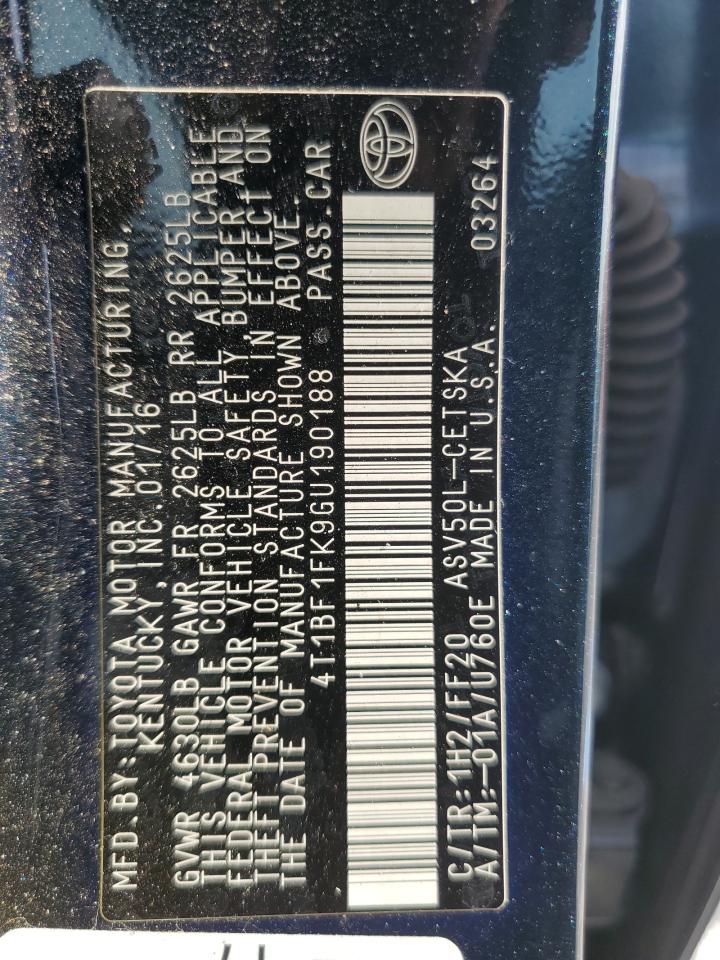 MFD.BY:TOYOTA MOTOR MANUFACTURING,
KENTUCKY,INC.01/16
GVWR 4630LB GAWR FR 2625LB RR 2625LB
THIS VEHICLE CONFORMS TO ALL APPLICABLE
FEDERAL MOTOR VEHICLE SAFETY,BUMPER AND
THEFT PREVENTION STANDARDS IN EFFECT ON
THE DATE OF MANUFACTURE SHOWN ABOVE.
4T1BF1FK9GU190188 PASS.CAR
C/TR:1H2/FF20 ASV50L-CETSKA
A/TM:-01A/U760E MADE IN U.S.A. 03264